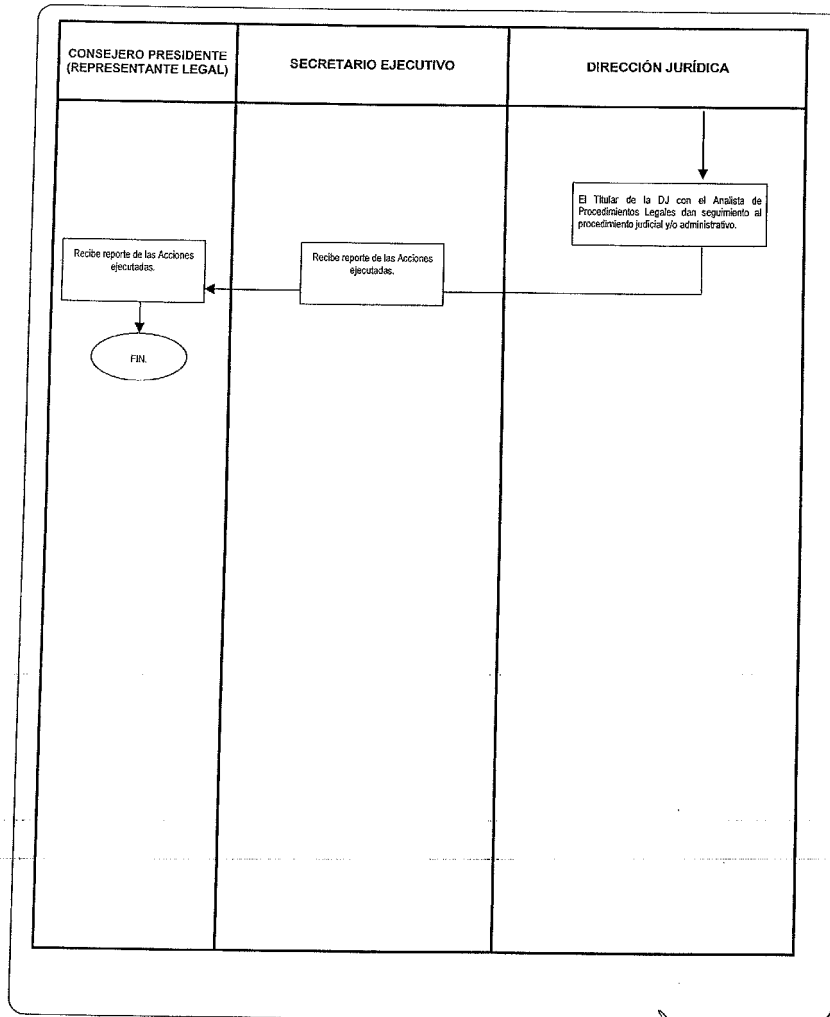 CONSEJERO PRESIDENTE
(REPRESENTANTE LEGAL)
SECRETARIO EJECUTIVO
DIRECCIÓN JURÍDICA
El Titular de la DJ con el Analista de
Procedimientos Legales dan seguimiento al
procedimiento judicial y/o administrativo.
Recibe reporte de las Acciones
ejecutadas.
Recibe reporte de las Acciones
ejecutadas.
FIN.